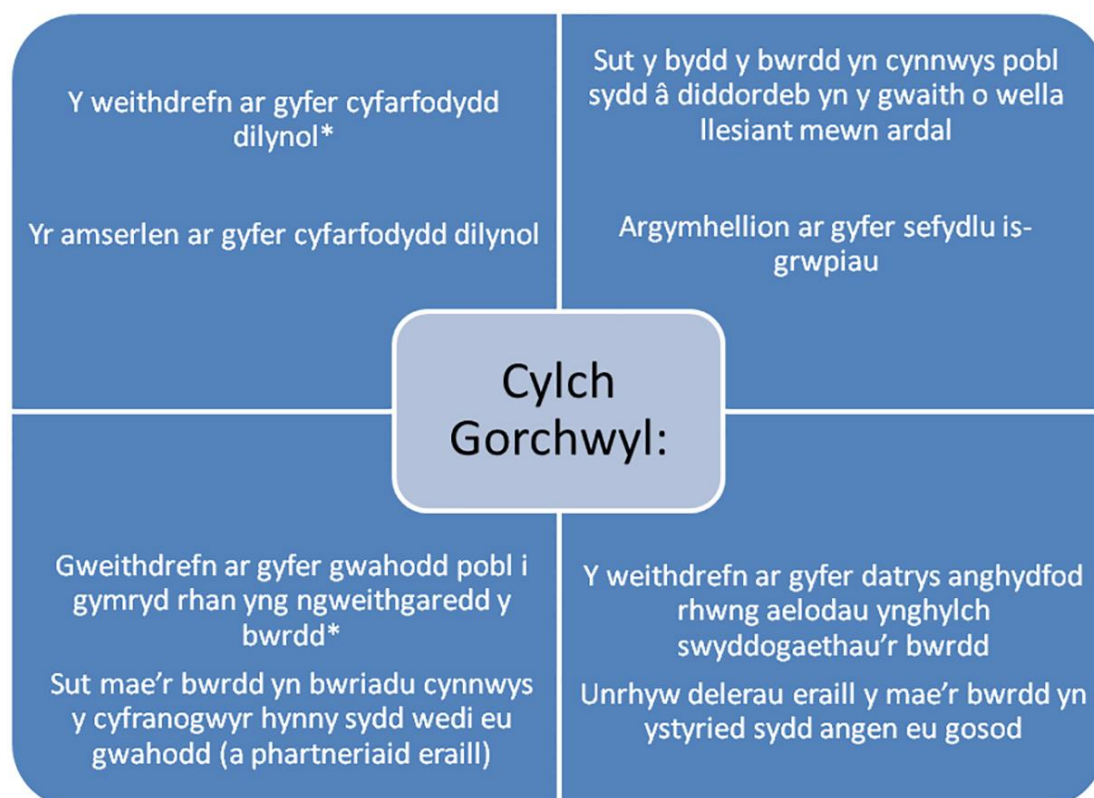 Y weithdrefn ar gyfer cyfarfodydd
dilynol*
Yr amserlen ar gyfer cyfarfodydd dilynol
Sut y bydd y bwrdd yn cynnwys pobl
sydd â diddordeb yn y gwaith o wella
llesiant mewn ardal
Argymhellion ar gyfer sefydlu is-
grwpiau
Cylch
Gorchwyl:
Gweithdrefn ar gyfer gwahodd pobl i
gymryd rhan yng ngweithgaredd y
bwrdd*
Sut mae'r bwrdd yn bwriadu cynnwys
y cyfranogwyr hynny sydd wedi eu
gwahodd (a phartneriaid eraill)
Y weithdrefn ar gyfer datrys anghydfod
rhwng aelodau ynghylch
swyddogaethau'r bwrdd
Unrhyw delerau eraill y mae'r bwrdd yn
ystyried sydd angen eu gosod